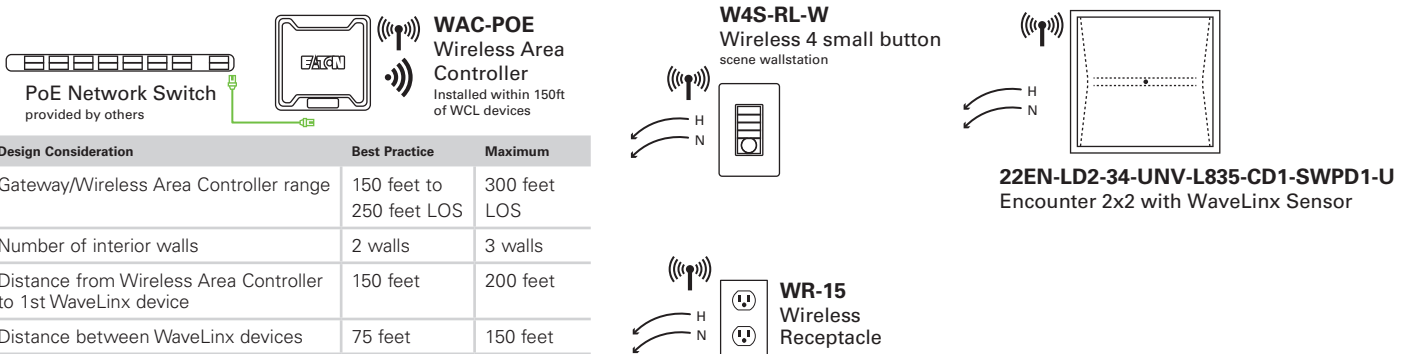 PoE Network Switch
provided by others
EATON
WAC-POE
Wireless Area
Controller
Installed within 150ft
of WCL devices
Design Consideration Best Practice Maximum
Gateway/Wireless Area Controller range 150 feet to 300 feet
250 feet LOS LOS
Number of interior walls 2 walls 3 walls
Distance from Wireless Area Controller 150 feet 200 feet
to 1st WaveLinx device
Distance between WaveLinx devices 75 feet 150 feet
W4S-RL-W
Wireless 4 small button
scene wallstation
H
N
WR-15
Wireless
Receptacle
H
N
H
N
22EN-LD2-34-UNV-L835-CD1-SWPD1-U
Encounter 2x2 with WaveLinx Sensor